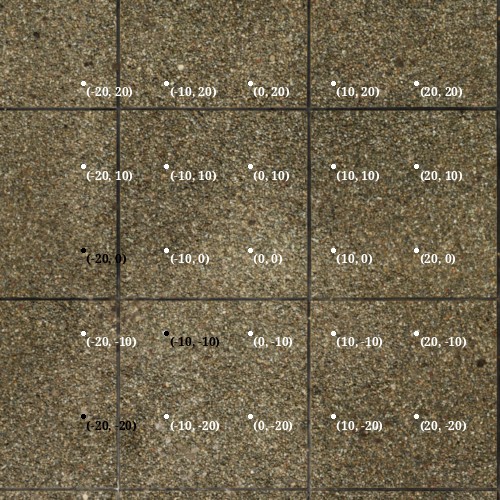 (-20, 20) (-10, 20) (0, 20) (10, 20) (20, 20)
(-20, 10) (-10, 10) (0, 10) (10, 10) (20, 10)
(-20, 0) (-10, 0) (0, 0) (10, 0) (20, 0)
(-20, -10) (-10, -10) (0, -10) (10, -10) (20, -10)
(-20, -20) (-10, -20) (0, -20) (10, -20) (20, -20)